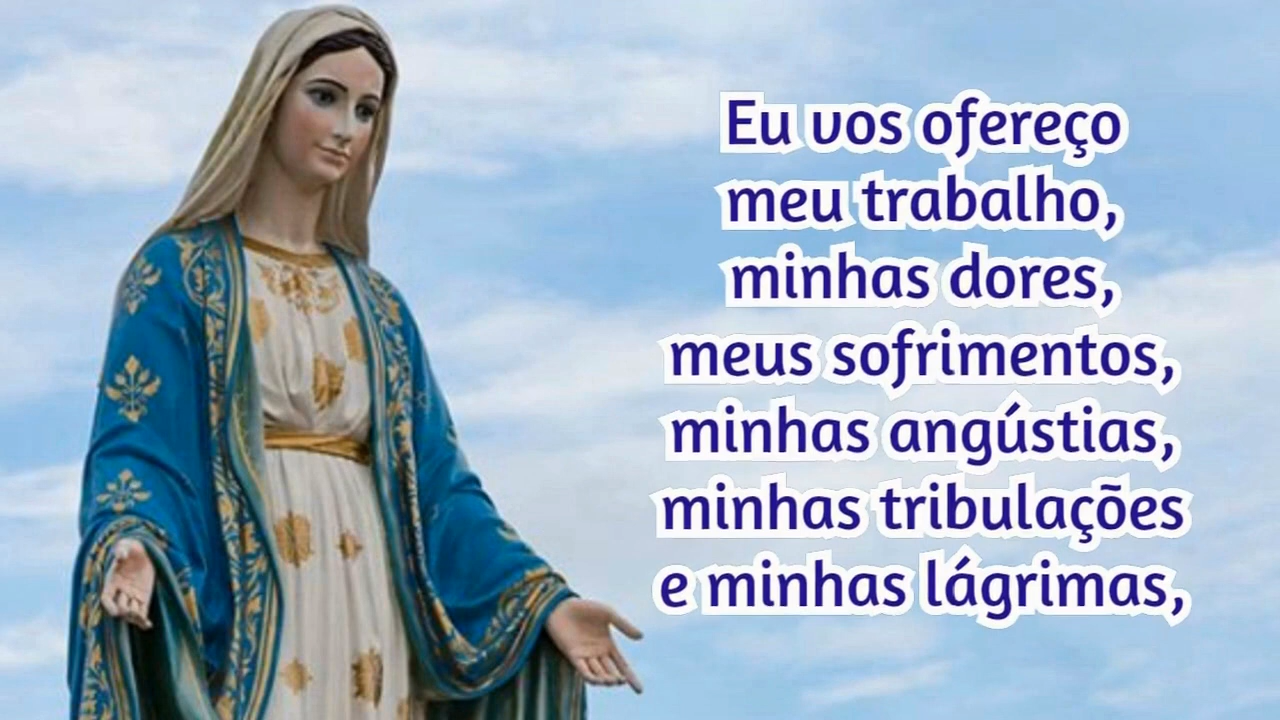 Eu vos ofereço
meu trabalho,
minhas dores,
meus sofrimentos,
minhas angústias,
minhas tribulações
e minhas lágrimas,